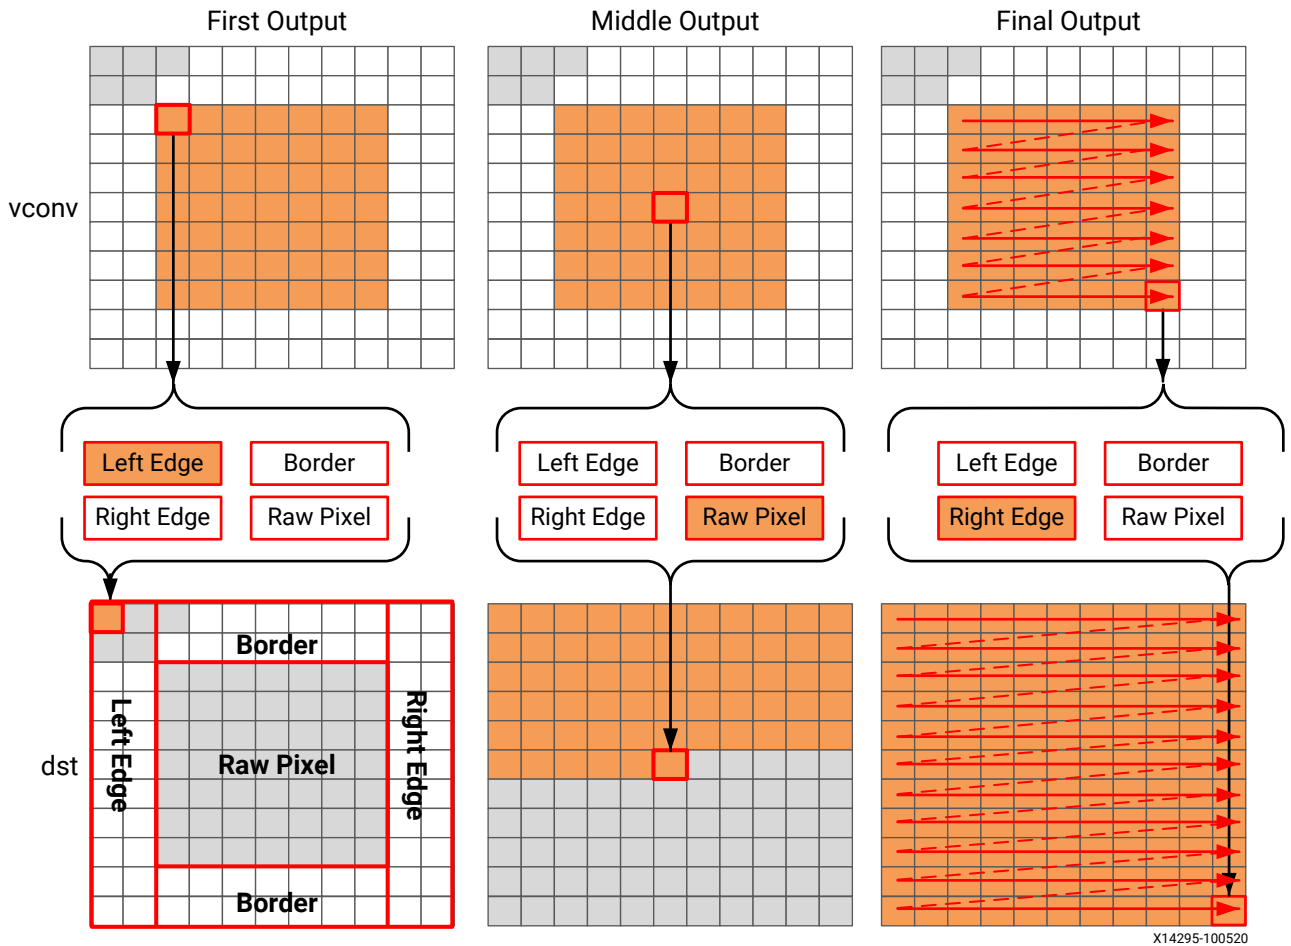 First Output
Middle Output
Final Output
vconv
Left Edge
Border
Right Edge
Raw Pixel
Left Edge
Border
Right Edge
Raw Pixel
Left Edge
Border
Right Edge
Raw Pixel
dst
Border
Left Edge
Raw Pixel
Right Edge
Border
X14295-100520